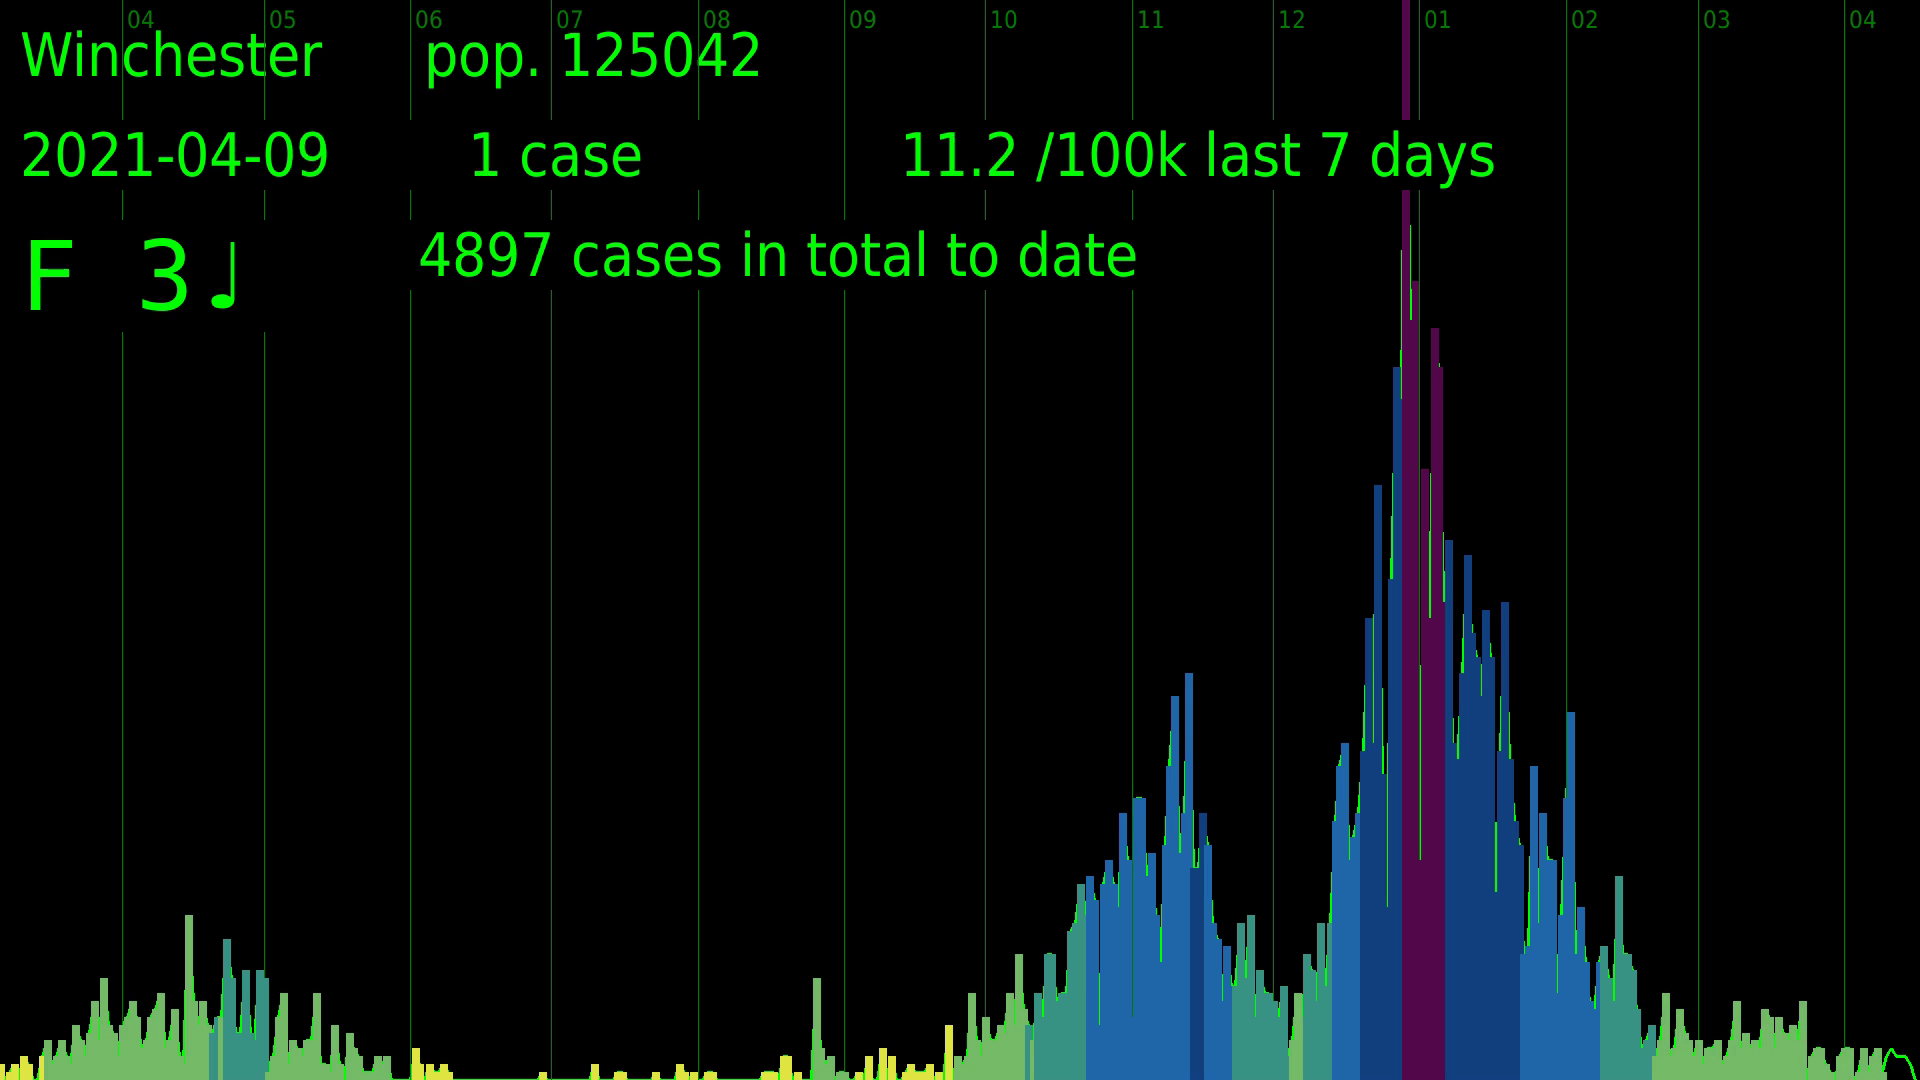 04 05 06 07 08 09 10 11 12 01 02 03 04
Winchester pop. 125042
2021-04-09 1 case 11.2 /100k last 7 days
F 3♩ 4897 cases in total to date